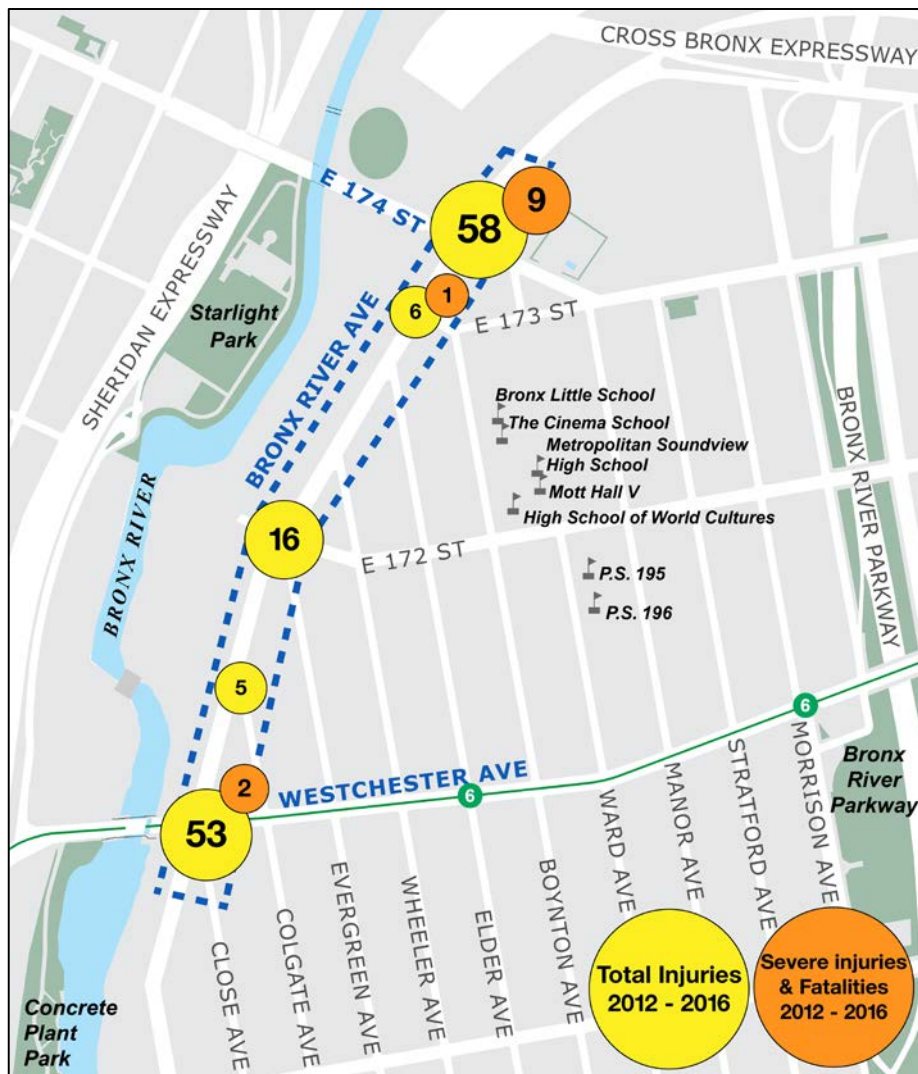 CROSS BRONX EXPRESSWAY
E 174 ST
58
9
6
1
E 173 ST
SHERIDAN EXPRESSWAY
Starlight
Park
BRONX RIVER AVE
Bronx Little School
The Cinema School
Metropolitan Soundview
High School
Mott Hall V
High School of World Cultures
BRONX RIVER PARKWAY
16
E 172 ST
P.S. 195
P.S. 196
BRONX RIVER
5
6
2
WESTCHESTER AVE
6
53
Bronx
River
Parkway
CLOSE AVE
COLGATE AVE
EVERGREEN AVE
WHEELER AVE
ELDER AVE
BOYNTON AVE
WARD AVE
MANOR AVE
STRATFORD AVE
MORRISON AVE
Concrete
Plant
Park
Total Injuries
2012 - 2016
Severe injuries
& Fatalities
2012 - 2016